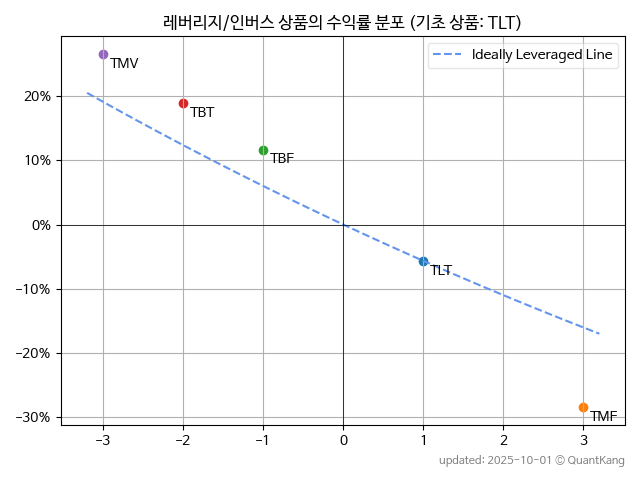 레버리지/인버스 상품의 수익률 분포 (기초 상품: TLT)
Ideally Leveraged Line
TMV
TBT
TBF
TLT
TMF
20%
10%
0%
-10%
-20%
-30%
-3
-2
-1
0
1
2
3
updated: 2025-10-01 © QuantKang